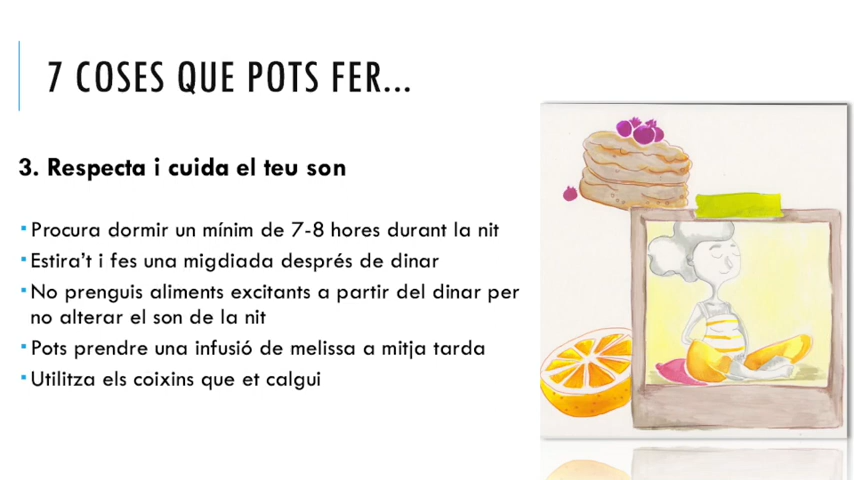 7 COSES QUE POTS FER...
3. Respecta i cuida el teu son
▪Procura dormir un mínim de 7-8 hores durant la nit
▪Estira't i fes una migdiada després de dinar
▪No prenguis aliments excitants a partir del dinar per
no alterar el son de la nit
▪Pots prendre una infusió de melissa a mitja tarda
▪Utilitza els coixins que et calgui